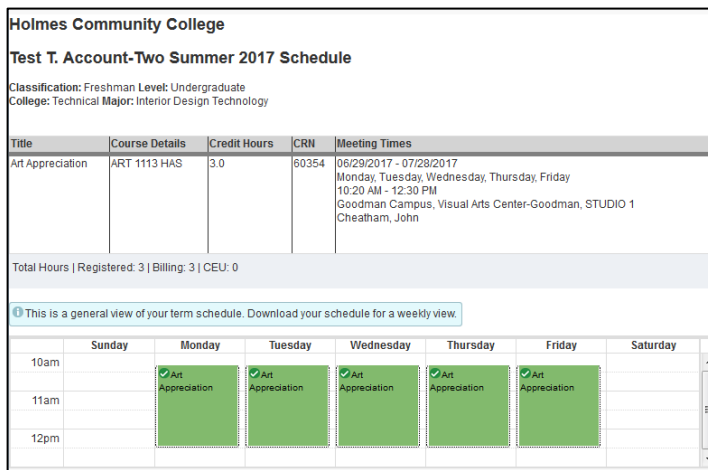 Holmes Community College
Test T. Account-Two Summer 2017 Schedule
Classification: Freshman Level: Undergraduate
College: Technical Major: Interior Design Technology
Title Course Details Credit Hours CRN Meeting Times
Art Appreciation ART 1113 HAS 3.0 60354 06/29/2017 - 07/28/2017
Monday, Tuesday, Wednesday, Thursday, Friday
10:20 AM - 12:30 PM
Goodman Campus, Visual Arts Center-Goodman, STUDIO 1
Cheatham, John
Total Hours | Registered: 3 | Billing: 3 | CEU: 0
This is a general view of your term schedule. Download your schedule for a weekly view.
Sunday Monday Tuesday Wednesday Thursday Friday Saturday
10am
Art Art Art Art Art
Appreciation Appreciation Appreciation Appreciation Appreciation
11am
12pm